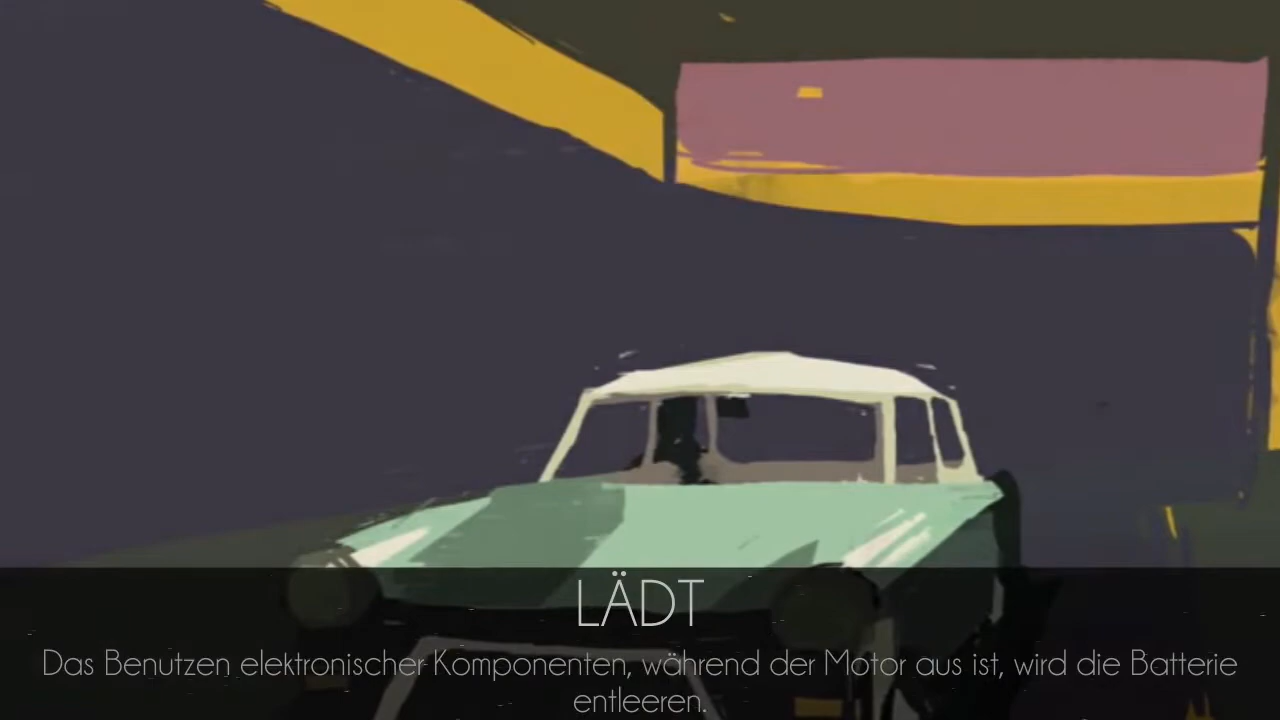 LÄDT
Das Benutzen elektronischer Komponenten, während der Motor aus ist, wird die Batterie
entleeren.